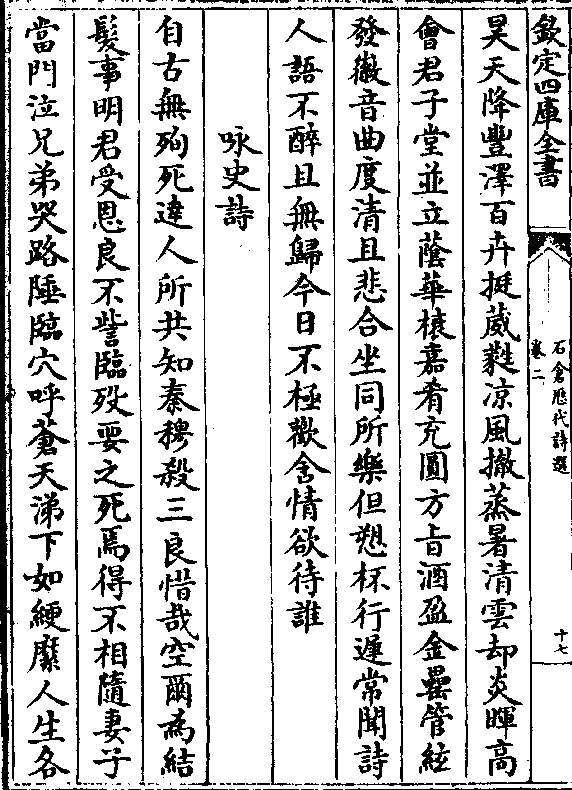 欽定四庫全書
石倉歷代詩選
卷二
十七
昊天降豐澤百卉挺葳蕤凉風撤蒸暑清雲却炎暉高
會君子堂並立蔭華榱嘉肴充圓方㫖酒盈金罍管絃
發徽音曲度清且悲合坐同所樂但愬杯行遲常聞詩
人語不醉且無歸今日不極歡含情欲待誰
咏史詩
自古無殉死達人所共知秦穆殺三良惜哉空爾為結
髮事明君受恩良不訾臨殁要之死焉得不相隨妻子
當門泣兄弟哭路陲臨穴呼蒼天涕下如綆縻人生各